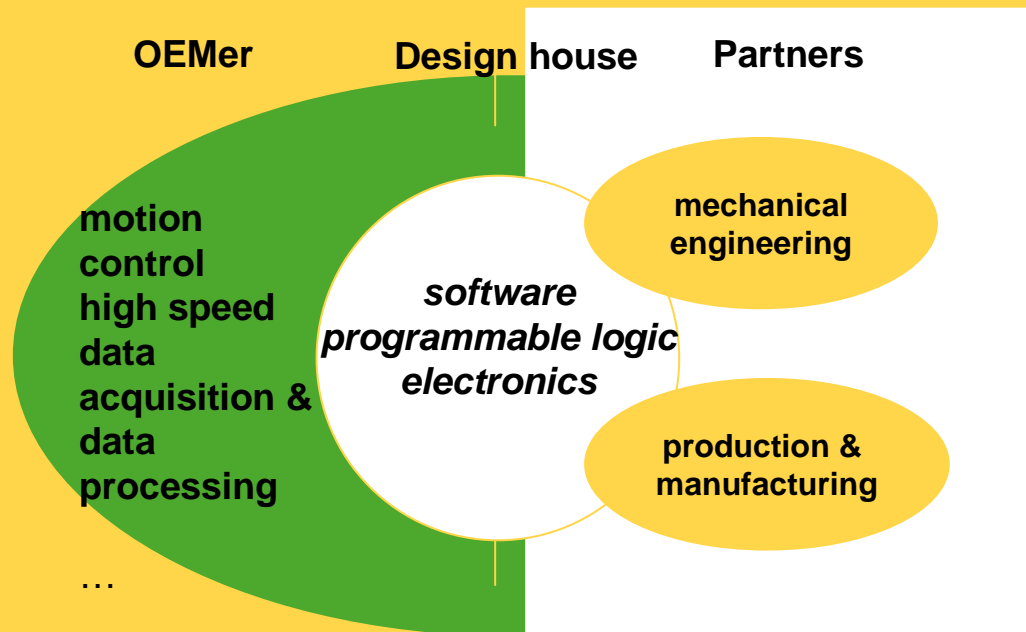 OEMer
Design house
Partners
motion
control
high speed
data
acquisition &
data
processing
…
software
programmable logic
electronics
mechanical
engineering
production &
manufacturing